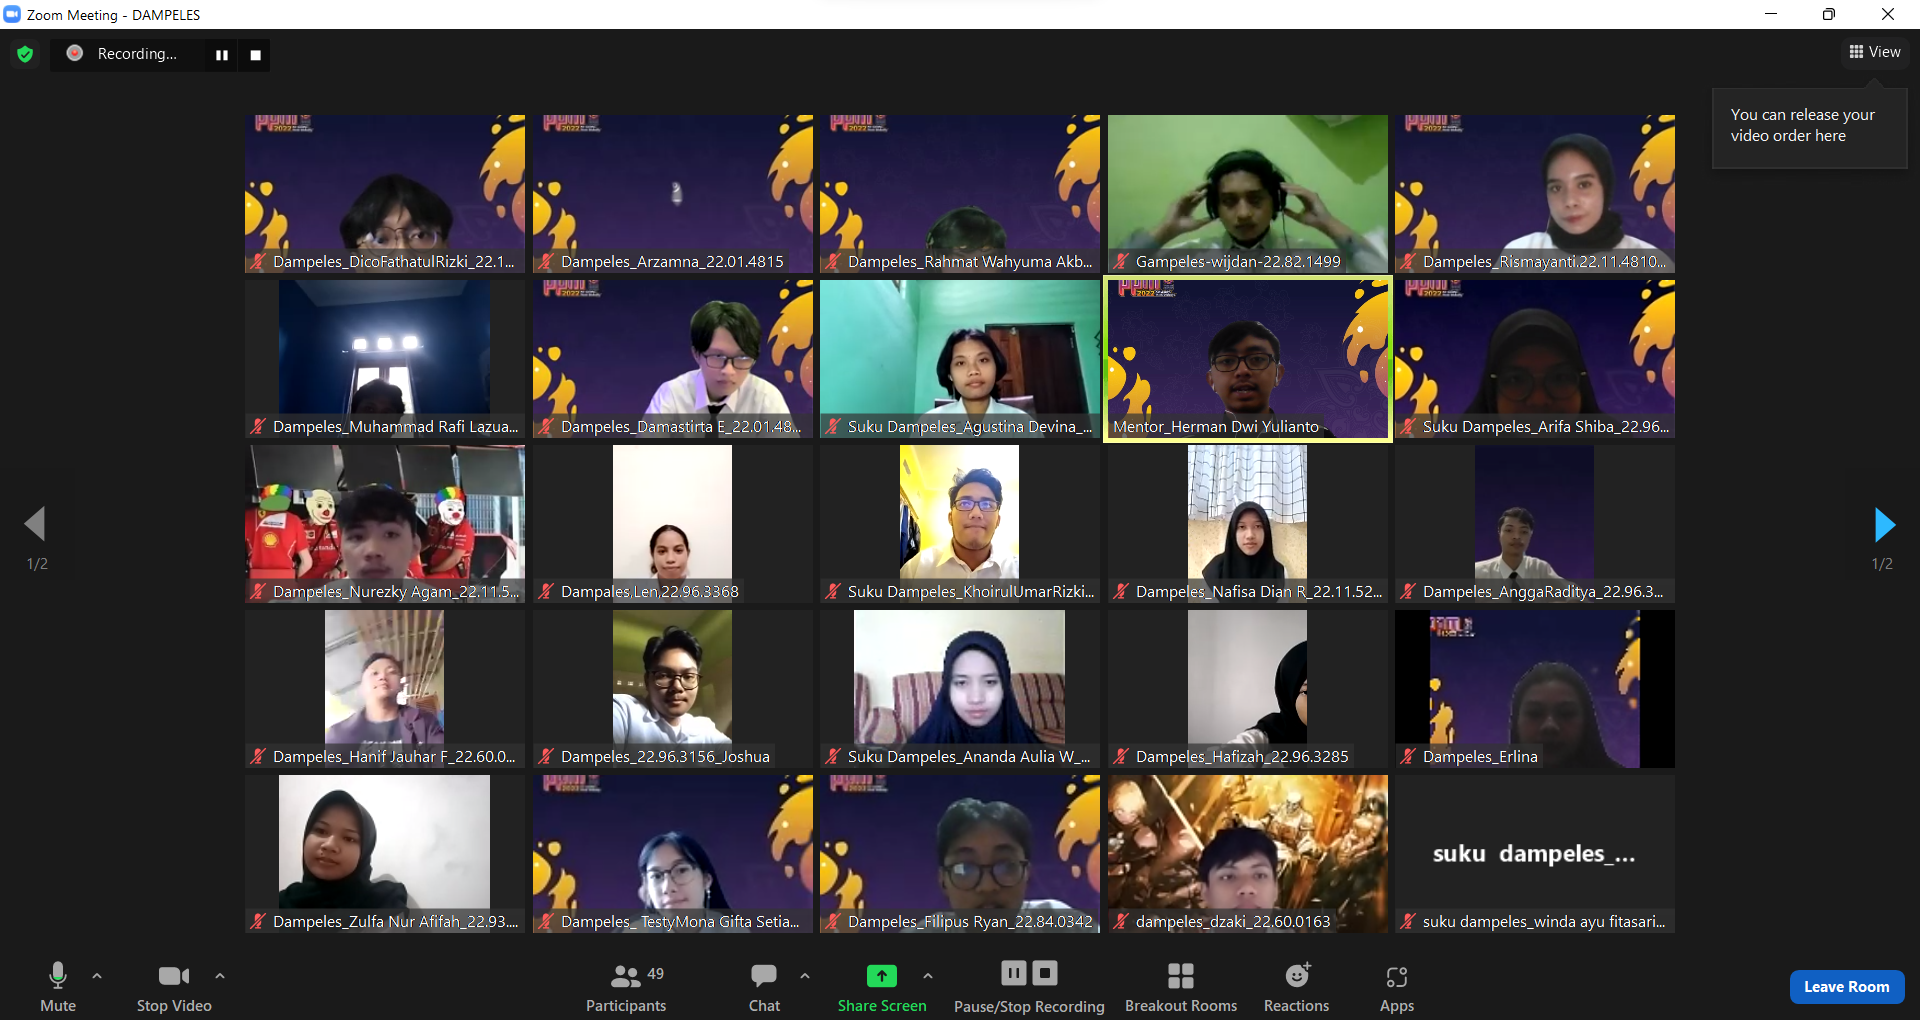 Zoom Meeting - DAMPELES
Recording...
View
You can release your
video order here
Dampeles_DicoFathatulRizki_22.1...
Dampeles_Arzamna_22.01.4815
Dampeles_Rahmat Wahyuma Akb...
Gampeles-wijdan-22.82.1499
Dampeles_Rismayanti.22.11.4810...
Dampeles_Muhammad Rafi Lazua...
Dampeles_Damastirta E_22.01.48...
Suku Dampeles_Agustina Devina_...
Mentor_Herman Dwi Yulianto
Suku Dampeles_Arifa Shiba_22.96...
Dampeles_Nurezky Agam_22.11.5...
Dampales,Len,22.96.3368
Suku Dampeles_KhoirulUmarRizki...
Dampeles_Nafisa Dian R_22.11.52...
Dampeles_AnggaRaditya_22.96.3...
1/2
1/2
Dampeles_Hanif Jauhar F_22.60.0...
Dampeles_22.96.3156_Joshua
Suku Dampeles_Ananda Aulia W_...
Dampeles_Hafizah_22.96.3285
Dampeles_Erlina
suku dampeles_...
Dampeles_Zulfa Nur Afifah_22.93....
Dampeles_ TestyMona Gifta Setia...
Dampeles_Filipus Ryan_22.84.0342
dampeles_dzaki_22.60.0163
suku dampeles_winda ayu fitasari...
Mute
Stop Video
49
Participants
Chat
Share Screen
Pause/Stop Recording
Breakout Rooms
Reactions
Apps
Leave Room